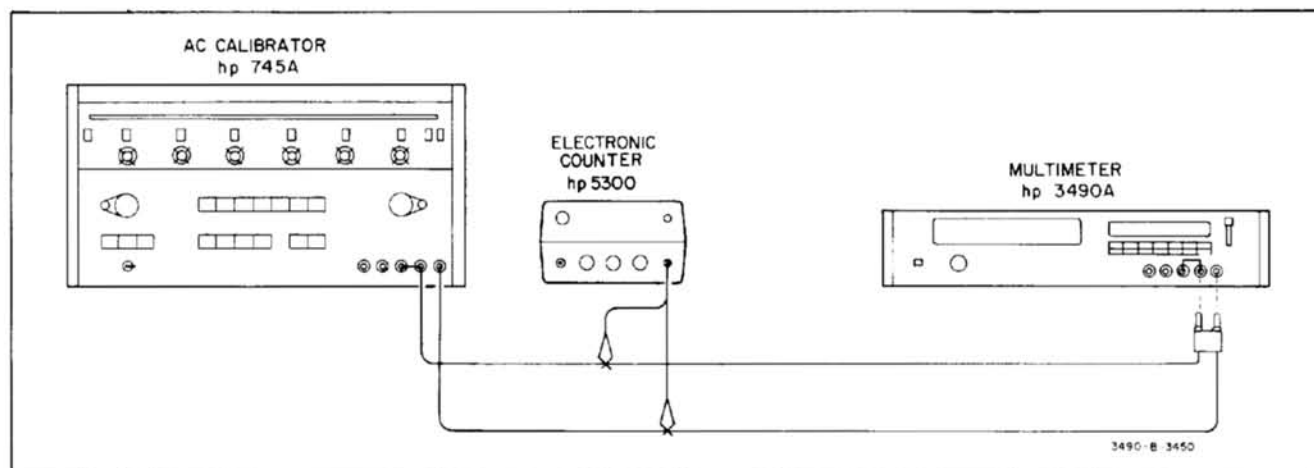 AC CALIBRATOR
hp 745A
ELECTRONIC
COUNTER
hp 5300
MULTIMETER
hp 3490A
3490-B-3450